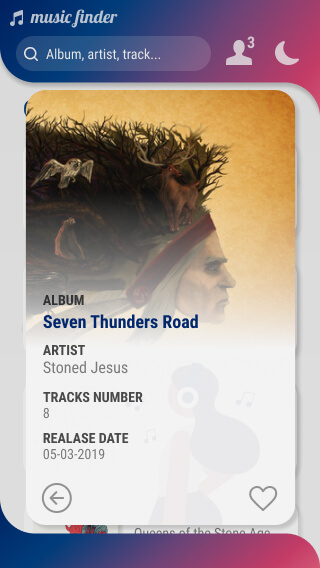 music finder
Album, artist, track...
3
ALBUM
Seven Thunders Road
ARTIST
Stoned Jesus
TRACKS NUMBER
8
REALASE DATE
05-03-2019
Queens of the Stone Age